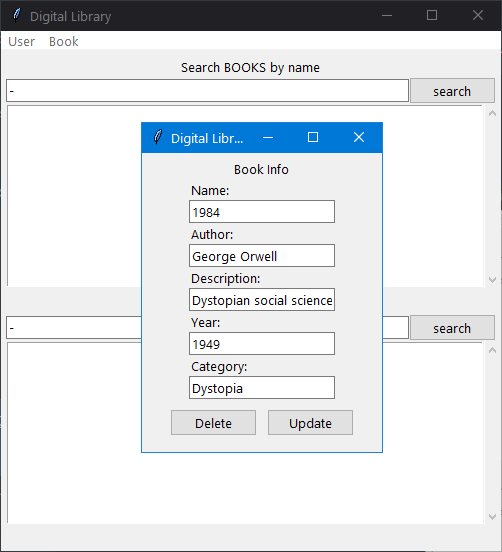 Digital Library
User Book
Search BOOKS by name
- search
Digital Libr...
Book Info
Name:
1984
Author:
George Orwell
Description:
Dystopian social science
Year:
1949
- search
Category:
Dystopia
Delete Update